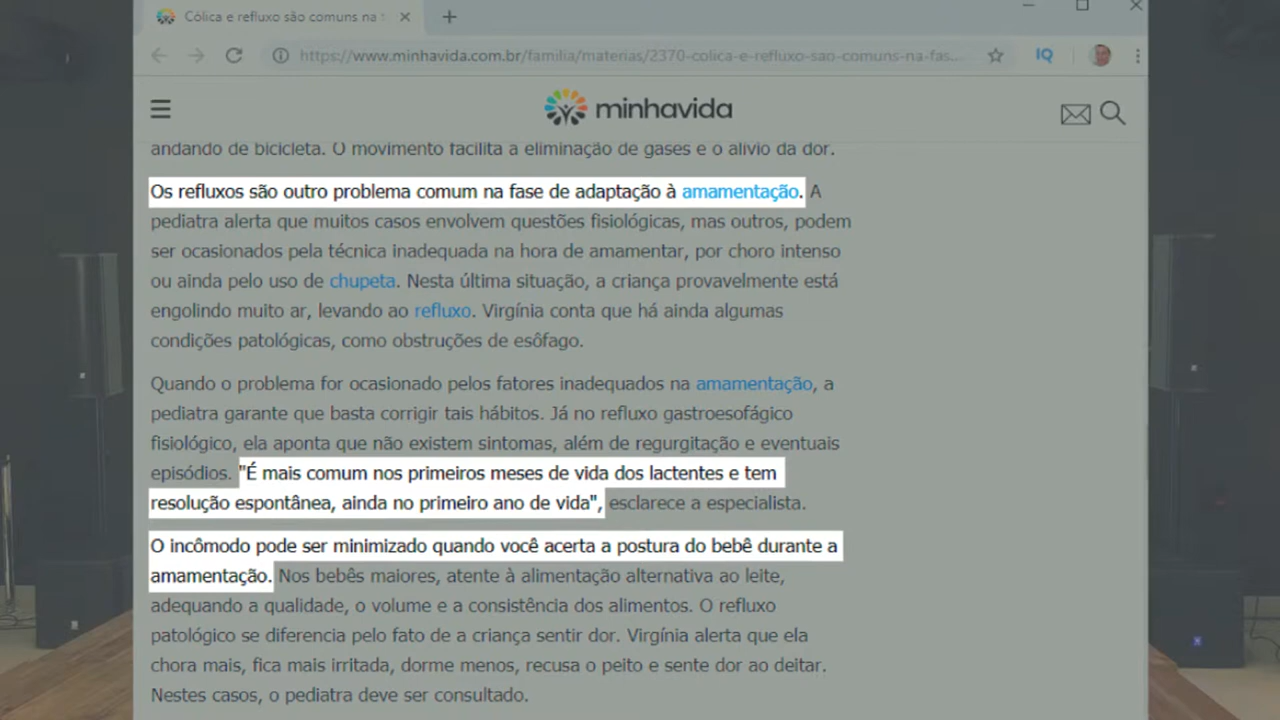 Cólica e refluxo são comuns na
https://www.minhavida.com.br/familia/materias/2370-colica-e-refluxo-sao-comuns-na-fas...
IQ
minhavida
andando de bicicleta. O movimento facilita a eliminação de gases e o alívio da dor.
Os refluxos são outro problema comum na fase de adaptação à amamentação. A
pediatra alerta que muitos casos envolvem questões fisiológicas, mas outros, podem
ser ocasionados pela técnica inadequada na hora de amamentar, por choro intenso
ou ainda pelo uso de chupeta. Nesta última situação, a criança provavelmente está
engolindo muito ar, levando ao refluxo. Virgínia conta que há ainda algumas
condições patológicas, como obstruções de esôfago.
Quando o problema for ocasionado pelos fatores inadequados na amamentação, a
pediatra garante que basta corrigir tais hábitos. Já no refluxo gastroesofágico
fisiológico, ela aponta que não existem sintomas, além de regurgitação e eventuais
episódios. "É mais comum nos primeiros meses de vida dos lactentes e tem
resolução espontânea, ainda no primeiro ano de vida", esclarece a especialista.
O incômodo pode ser minimizado quando você acerta a postura do bebê durante a
amamentação. Nos bebês maiores, atente à alimentação alternativa ao leite,
adequando a qualidade, o volume e a consistência dos alimentos. O refluxo
patológico se diferencia pelo fato de a criança sentir dor. Virgínia alerta que ela
chora mais, fica mais irritada, dorme menos, recusa o peito e sente dor ao deitar.
Nestes casos, o pediatra deve ser consultado.